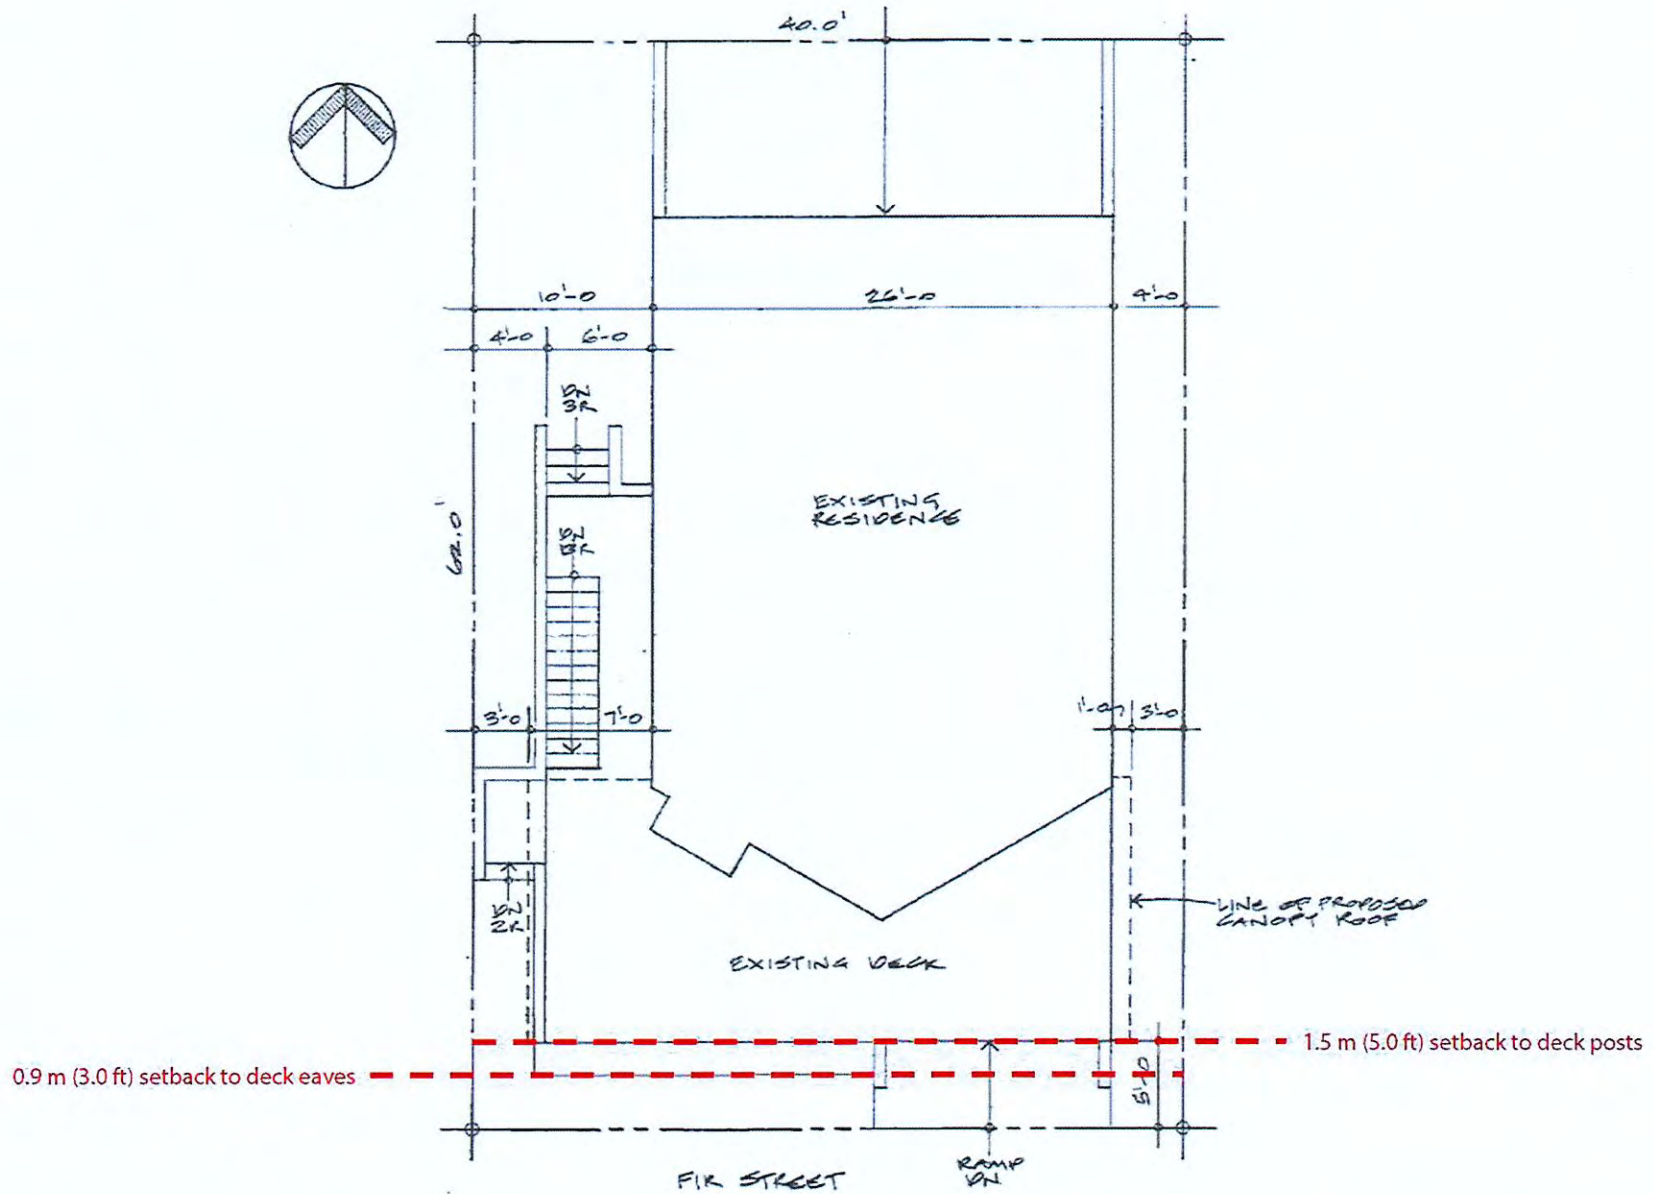 40.0'
10'-0
26'-0
4'-0
4'-0
6'-0
DN
3R
EXISTING
RESIDENCE
62.0'
DN
3'-0
7'-0
1'-0
3'-0
LINE OF PROPOSED
CANOPY ROOF
DN
2R
EXISTING DECK
1.5 m (5.0 ft) setback to deck posts
0.9 m (3.0 ft) setback to deck eaves
5'-0
FIR STREET
RAMP
DN